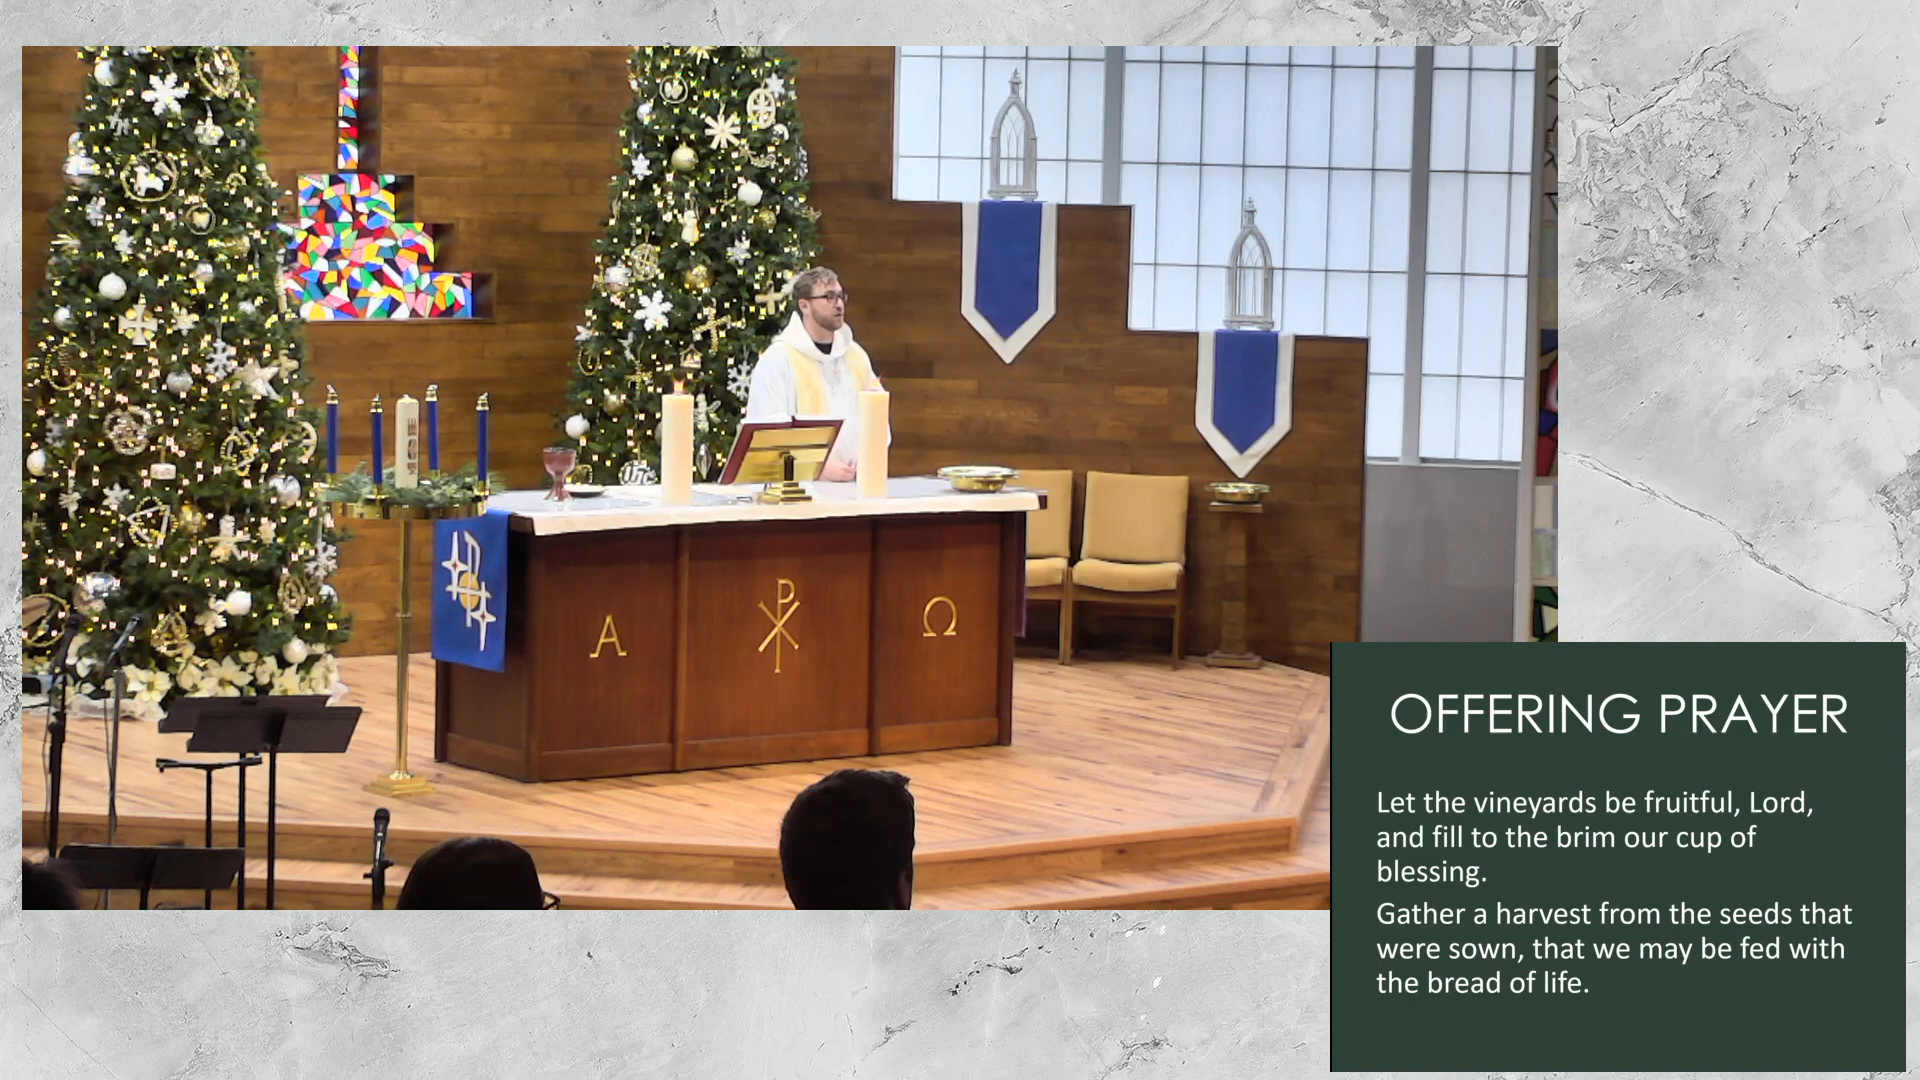 Α
Ω
OFFERING PRAYER
Let the vineyards be fruitful, Lord,
and fill to the brim our cup of
blessing.
Gather a harvest from the seeds that
were sown, that we may be fed with
the bread of life.